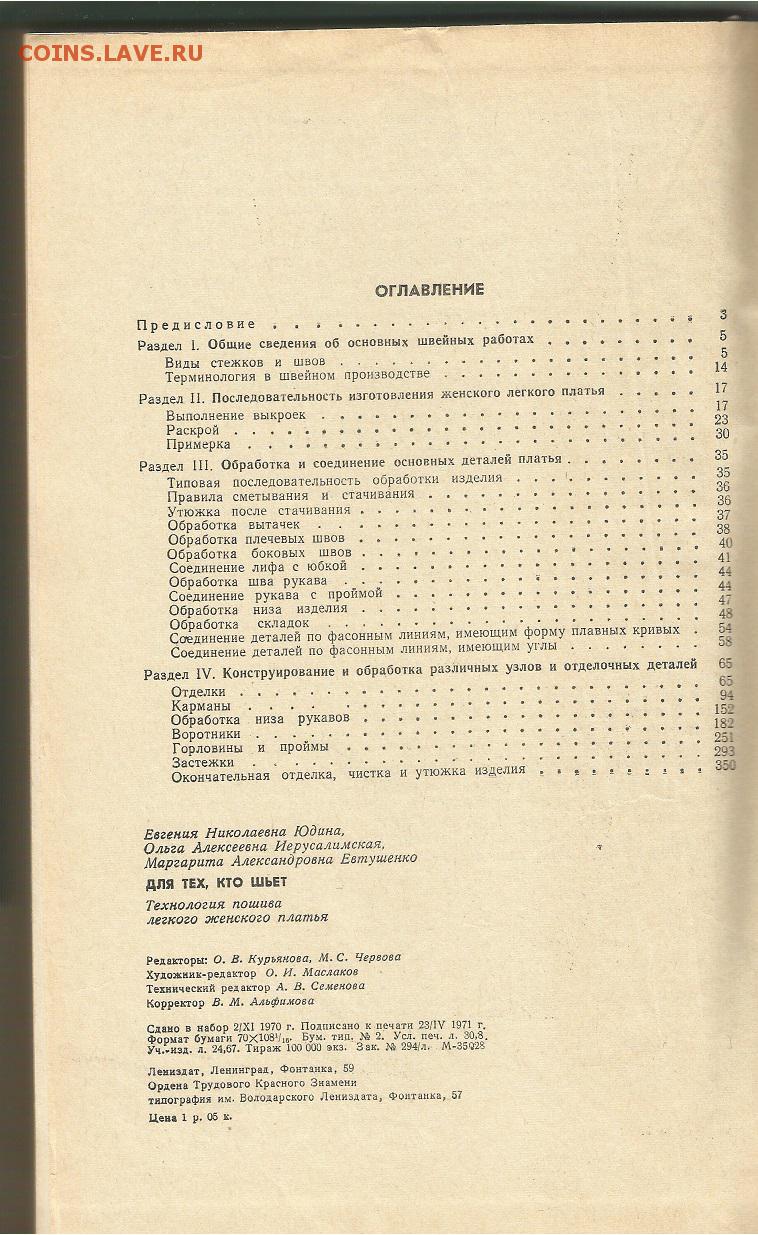 COINS.LAVE.RU
ОГЛАВЛЕНИЕ
Предисловие . . . . . . . . . . . . . . . . . . . . 3
Раздел I. Общие сведения об основных швейных работах . . . . . . . . . 5
Виды стежков и швов . . . . . . . . . . . . . . . . . 5
Терминология в швейном производстве . . . . . . . . . . . . 14
Раздел II. Последовательность изготовления женского легкого платья . . . . . 17
Выполнение выкроек . . . . . . . . . . . . . . . . . . 17
Раскрой . . . . . . . . . . . . . . . . . . . . . . . 23
Примерка . . . . . . . . . . . . . . . . . . . . . . 30
Раздел III. Обработка и соединение основных деталей платья . . . . . . . . 35
Типовая последовательность обработки изделия . . . . . . . . . 35
Правила сметывания и стачивания . . . . . . . . . . . . . 36
Утюжка после стачивания . . . . . . . . . . . . . . . . 36
Обработка вытачек . . . . . . . . . . . . . . . . . . 37
Обработка плечевых швов . . . . . . . . . . . . . . . . 38
Обработка боковых швов . . . . . . . . . . . . . . . . 40
Соединение лифа с юбкой . . . . . . . . . . . . . . . . 41
Обработка шва рукава . . . . . . . . . . . . . . . . . 44
Соединение рукава с проймой . . . . . . . . . . . . . . . 44
Обработка низа изделия . . . . . . . . . . . . . . . . 47
Обработка складок . . . . . . . . . . . . . . . . . . 48
Соединение деталей по фасонным линиям, имеющим форму плавных кривых . 54
Соединение деталей по фасонным линиям, имеющим углы . . . . . . . . 58
Раздел IV. Конструирование и обработка различных узлов и отделочных деталей 65
Отделки . . . . . . . . . . . . . . . . . . . . . . 65
Карманы . . . . . . . . . . . . . . . . . . . . . . 94
Обработка низа рукавов . . . . . . . . . . . . . . . . 152
Воротники . . . . . . . . . . . . . . . . . . . . . 182
Горловины и проймы . . . . . . . . . . . . . . . . . 251
Застежки . . . . . . . . . . . . . . . . . . . . . 293
Окончательная отделка, чистка и утюжка изделия . . . . . . . . . 350
Евгения Николаевна Юдина,
Ольга Алексеевна Иерусалимская,
Маргарита Александровна Евтушенко
ДЛЯ ТЕХ, КТО ШЬЕТ
Технология пошива
легкого женского платья
Редакторы: О. В. Курьянова, М. С. Червова
Художник-редактор О. И. Маслаков
Технический редактор А. В. Семенова
Корректор В. М. Альфимова
Сдано в набор 2/XI 1970 г. Подписано к печати 23/IV 1971 г.
Формат бумаги 70×108¹/₁₆. Бум. тип. № 2. Усл. печ. л. 30,8.
Уч.-изд. л. 24,67. Тираж 100 000 экз. Зак. № 294/л. М-35028
Лениздат, Ленинград, Фонтанка, 59
Ордена Трудового Красного Знамени
типография им. Володарского Лениздата, Фонтанка, 57
Цена 1 р. 05 к.